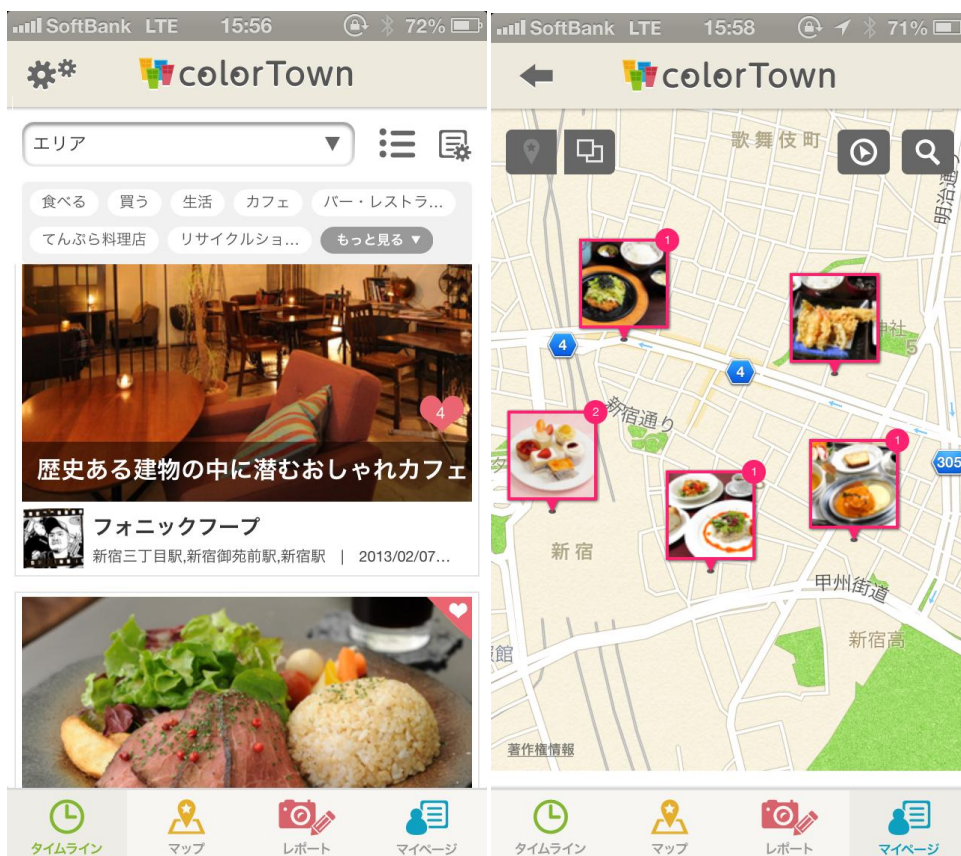 SoftBank LTE 15:56 72%
colorTown
エリア ▼
食べる 買う 生活 カフェ バー・レストラ...
てんぷら料理店 リサイクルショ... もっと見る ▼
4
歴史ある建物の中に潜むおしゃれカフェ
フォニックフープ
新宿三丁目駅,新宿御苑前駅,新宿駅 | 2013/02/07...
タイムライン マップ レポート マイページ
SoftBank LTE 15:58 71%
colorTown
歌舞伎町
明治通り
1
神社
5
4
4
2
新宿通り
1
1
305
新宿
甲州街道
新宿高
館
著作権情報
タイムライン マップ レポート マイページ